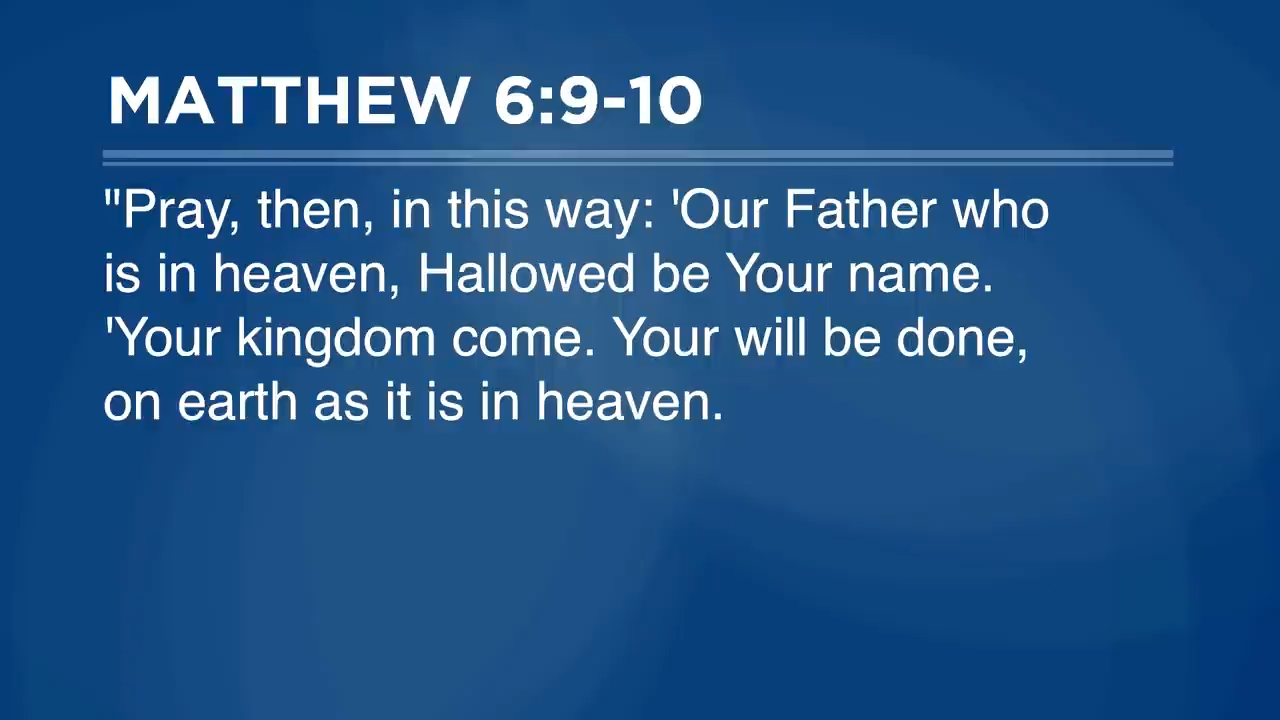 MATTHEW 6:9-10
"Pray, then, in this way: 'Our Father who
is in heaven, Hallowed be Your name.
'Your kingdom come. Your will be done,
on earth as it is in heaven.